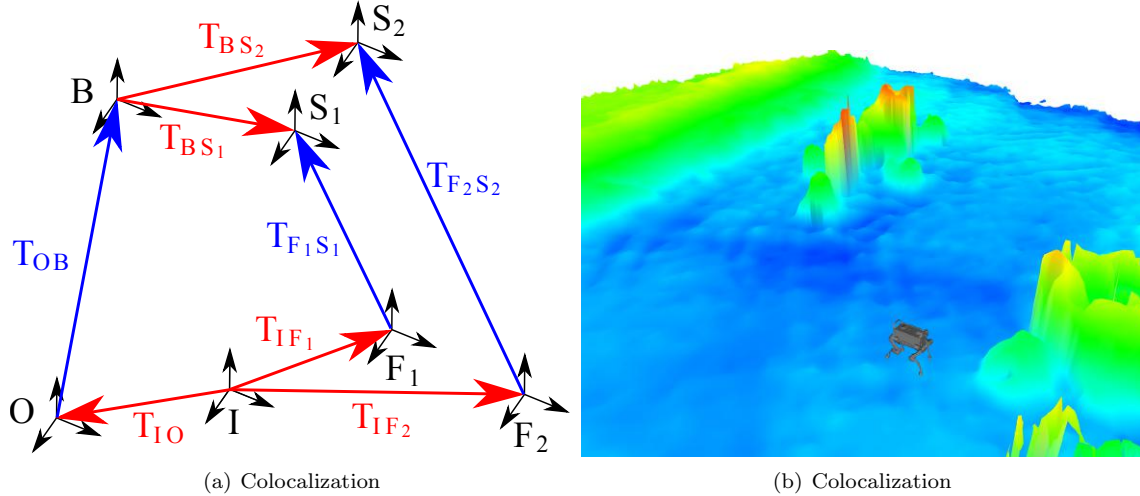 S₂
T_BS₂
B
S₁
T_BS₁
T_F₂S₂
T_F₁S₁
T_OB
T_IF₁
F₁
O
I
T_IO
T_IF₂
F₂
(a) Colocalization
(b) Colocalization